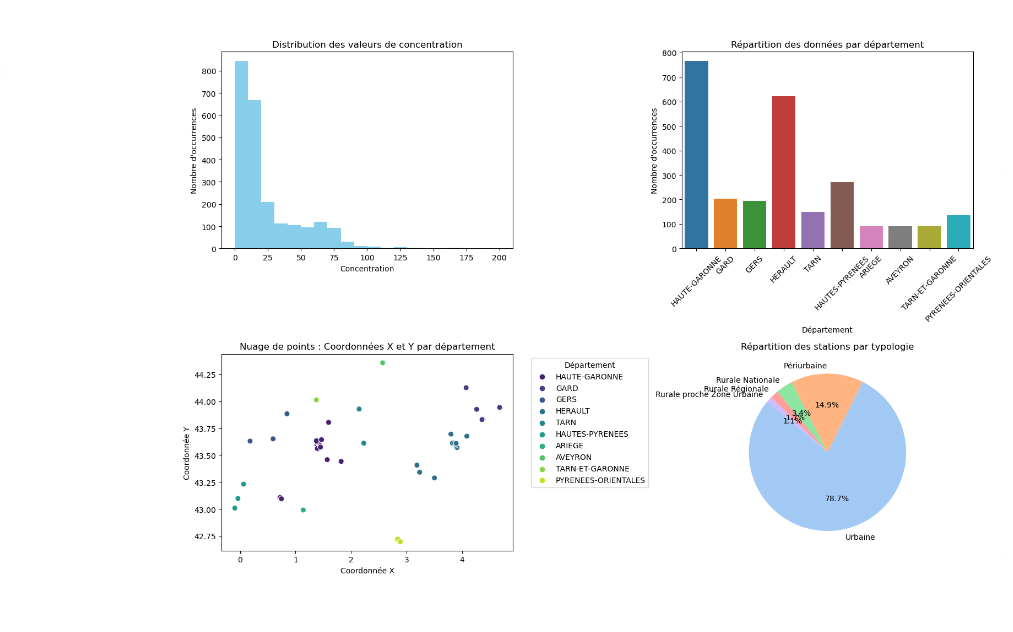 Distribution des valeurs de concentration
Nombre d'occurrences
800
700
600
500
400
300
200
100
0
0 25 50 75 100 125 150 175 200
Concentration
Répartition des données par département
Nombre d'occurrences
800
700
600
500
400
300
200
100
0
HAUTE-GARONNE
GARD
GERS
HERAULT
TARN
HAUTES-PYRENEES
ARIEGE
AVEYRON
TARN-ET-GARONNE
PYRENEES-ORIENTALES
Département
Nuage de points : Coordonnées X et Y par département
Coordonnée Y
44.25
44.00
43.75
43.50
43.25
43.00
42.75
0 1 2 3 4
Coordonnée X
Département
HAUTE-GARONNE
GARD
GERS
HERAULT
TARN
HAUTES-PYRENEES
ARIEGE
AVEYRON
TARN-ET-GARONNE
PYRENEES-ORIENTALES
Répartition des stations par typologie
Périurbaine
Rurale Nationale
Rurale Régionale
Rurale proche Zone Urbaine
Urbaine
14.9%
3.4%
1.1%
78.7%